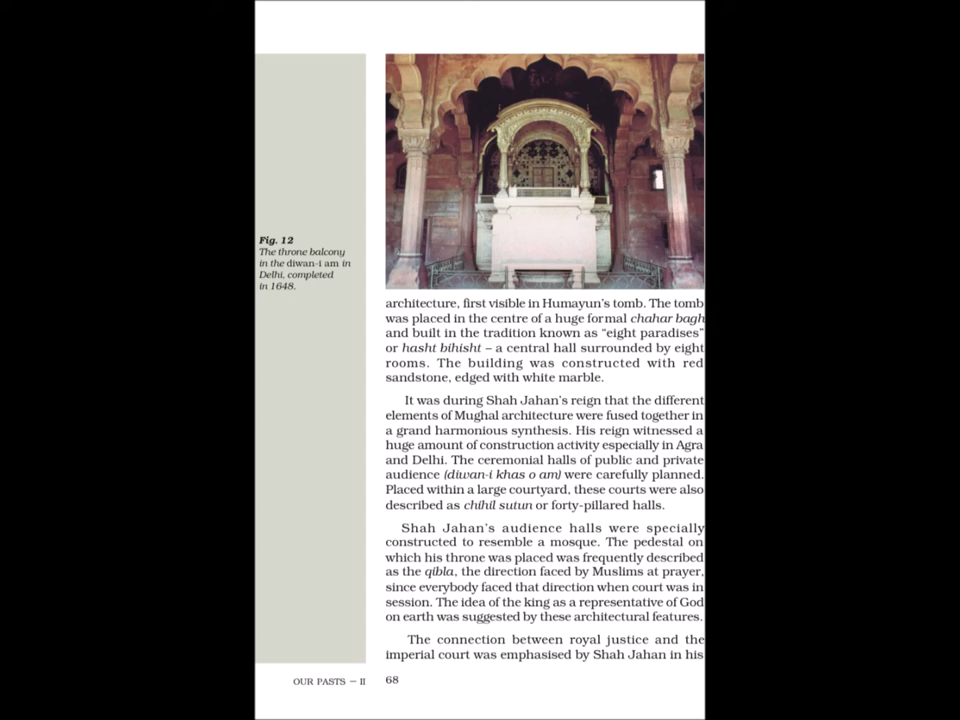 Fig. 12
The throne balcony
in the diwan-i am in
Delhi, completed
in 1648.
architecture, first visible in Humayun's tomb. The tomb
was placed in the centre of a huge formal chahar bagh
and built in the tradition known as “eight paradises”
or hasht bihisht – a central hall surrounded by eight
rooms. The building was constructed with red
sandstone, edged with white marble.
It was during Shah Jahan's reign that the different
elements of Mughal architecture were fused together in
a grand harmonious synthesis. His reign witnessed a
huge amount of construction activity especially in Agra
and Delhi. The ceremonial halls of public and private
audience (diwan-i khas o am) were carefully planned.
Placed within a large courtyard, these courts were also
described as chihil sutun or forty-pillared halls.
Shah Jahan's audience halls were specially
constructed to resemble a mosque. The pedestal on
which his throne was placed was frequently described
as the qibla, the direction faced by Muslims at prayer,
since everybody faced that direction when court was in
session. The idea of the king as a representative of God
on earth was suggested by these architectural features.
The connection between royal justice and the
imperial court was emphasised by Shah Jahan in his
OUR PASTS – II 68